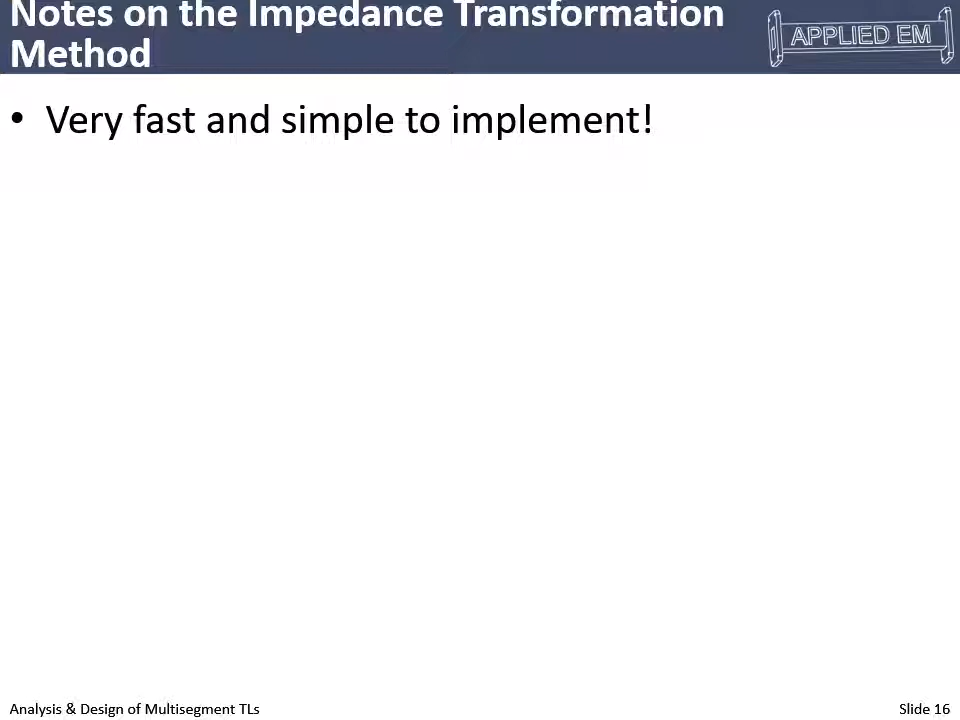 Notes on the Impedance Transformation
Method
APPLIED EM
• Very fast and simple to implement!
Analysis & Design of Multisegment TLs
Slide 16